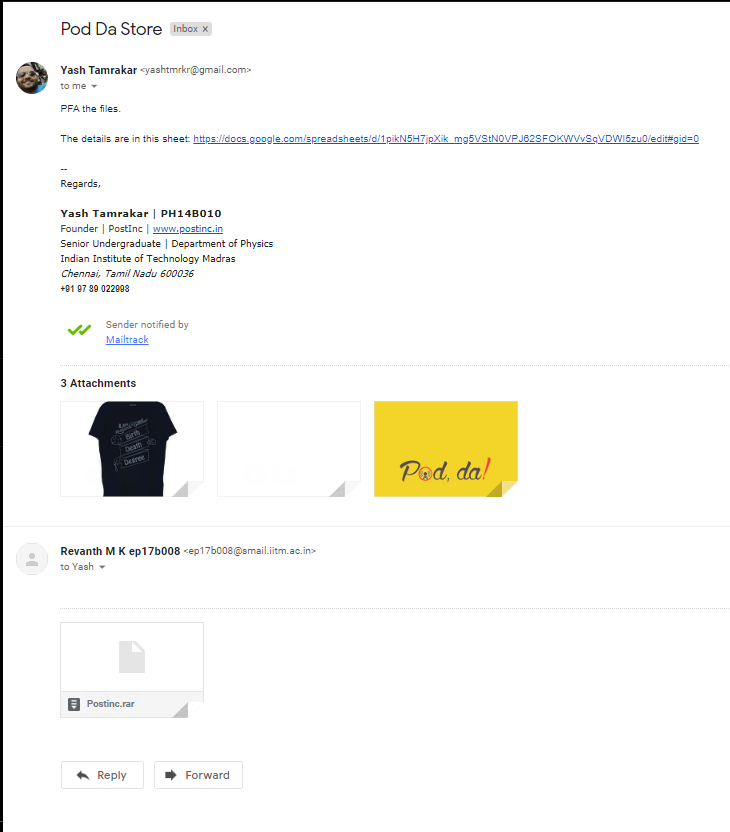 Pod Da Store Inbox x
Yash Tamrakar <yashtmrkr@gmail.com>
to me
PFA the files.
The details are in this sheet: https://docs.google.com/spreadsheets/d/1pikN5H7jpXik_mg5VStN0VPJ62SFOKWVvSqVDWI5zu0/edit#gid=0
--
Regards,
Yash Tamrakar | PH14B010
Founder | PostInc | www.postinc.in
Senior Undergraduate | Department of Physics
Indian Institute of Technology Madras
Chennai, Tamil Nadu 600036
+91 97 89 022998
Sender notified by
Mailtrack
3 Attachments
Birth
Death
Degree
Pod, da!
Revanth M K ep17b008 <ep17b008@smail.iitm.ac.in>
to Yash
Postinc.rar
Reply Forward